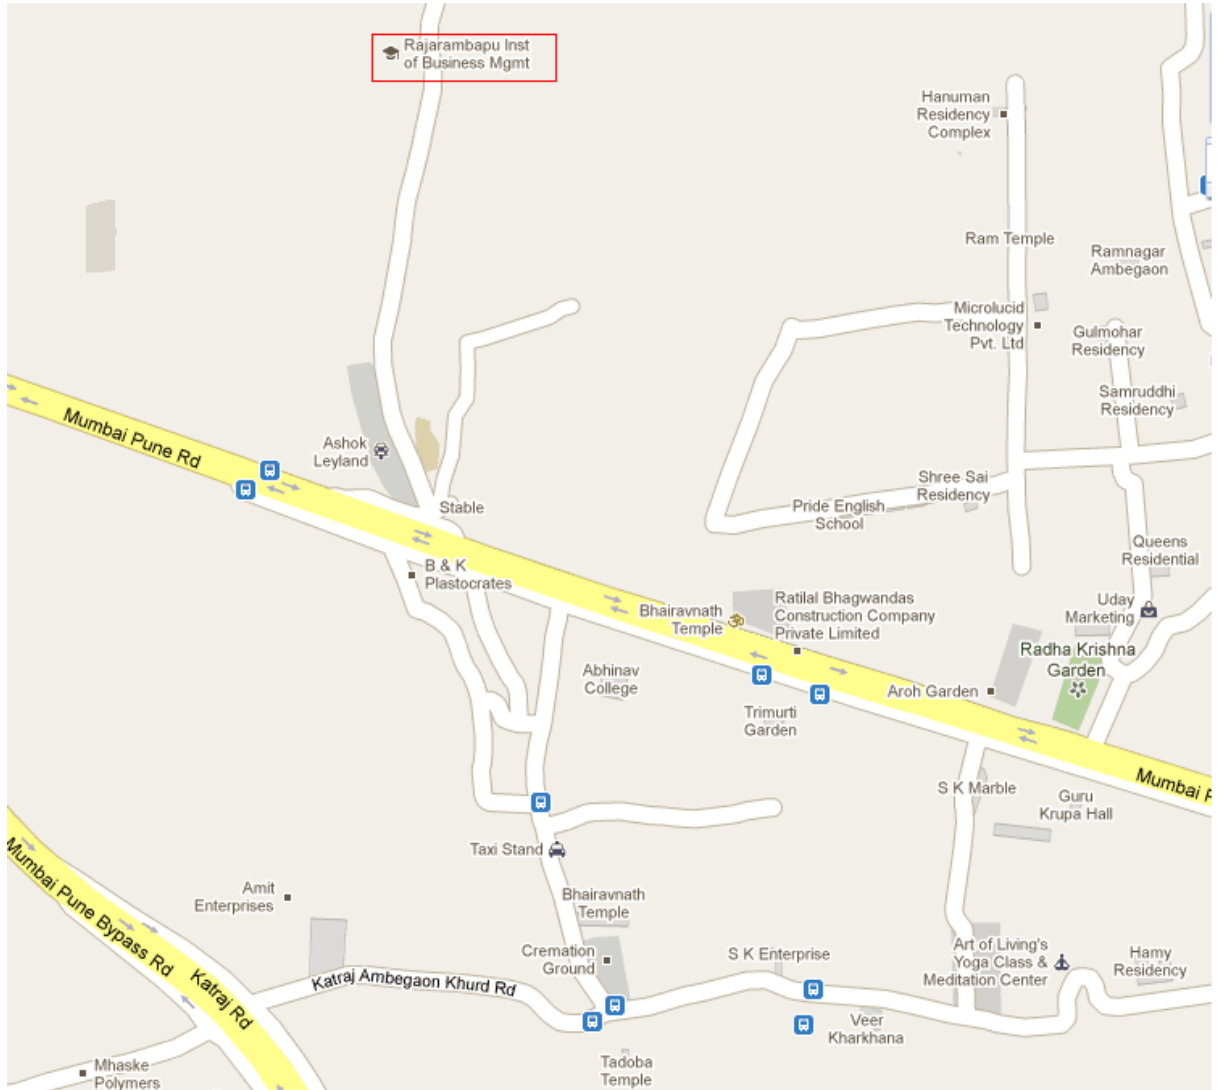 Rajarambapu Inst
of Business Mgmt
Hanuman
Residency
Complex
Ram Temple
Ramnagar
Ambegaon
Microlucid
Technology
Pvt. Ltd
Gulmohar
Residency
Samruddhi
Residency
Mumbai Pune Rd
Ashok
Leyland
Stable
Shree Sai
Residency
Pride English
School
Queens
Residential
B & K
Plastocrates
Bhairavnath
Temple
Ratilal Bhagwandas
Construction Company
Private Limited
Uday
Marketing
Radha Krishna
Garden
Abhinav
College
Aroh Garden
Trimurti
Garden
Mumbai P
S K Marble
Guru
Krupa Hall
Taxi Stand
Mumbai Pune Bypass Rd
Amit
Enterprises
Bhairavnath
Temple
Cremation
Ground
S K Enterprise
Art of Living's
Yoga Class &
Meditation Center
Hamy
Residency
Katraj Rd
Katraj Ambegaon Khurd Rd
Veer
Kharkhana
Mhaske
Polymers
Tadoba
Temple